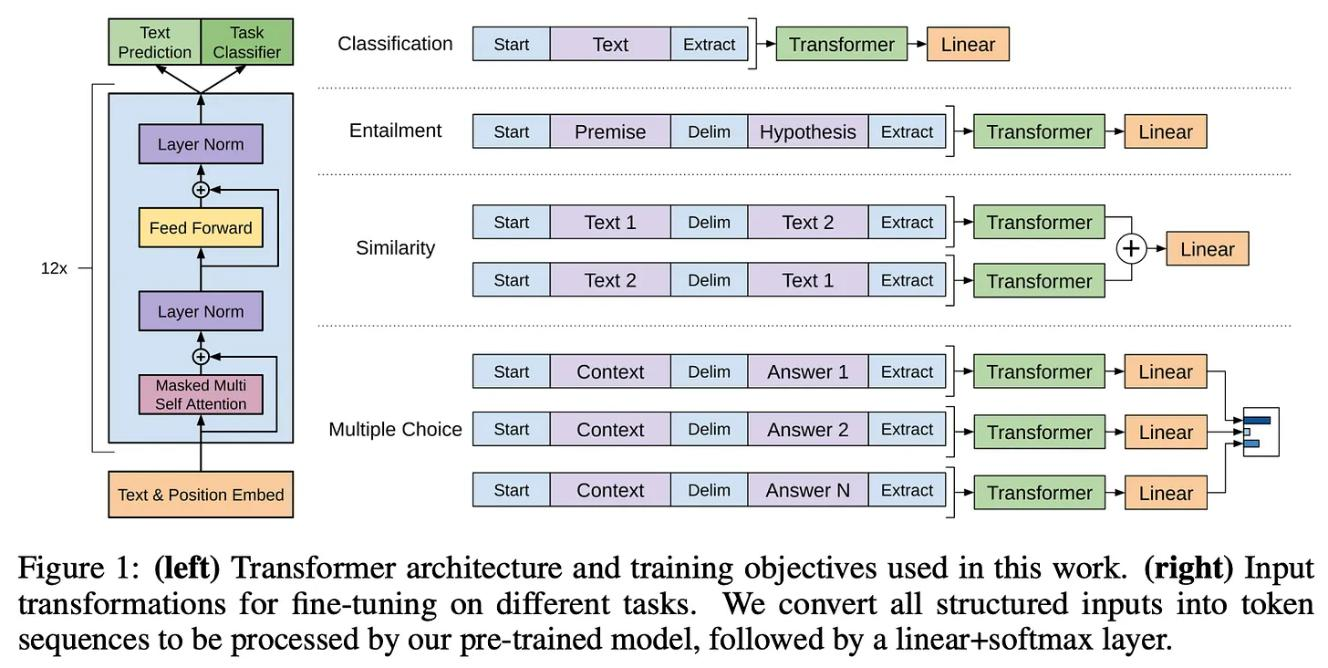 Text
Prediction
Task
Classifier
Layer Norm
+
Feed Forward
12x
Layer Norm
+
Masked Multi
Self Attention
Text & Position Embed
Classification
Start Text Extract Transformer Linear
Entailment
Start Premise Delim Hypothesis Extract Transformer Linear
Similarity
Start Text 1 Delim Text 2 Extract Transformer
+ Linear
Start Text 2 Delim Text 1 Extract Transformer
Multiple Choice
Start Context Delim Answer 1 Extract Transformer Linear
Start Context Delim Answer 2 Extract Transformer Linear
Start Context Delim Answer N Extract Transformer Linear
Figure 1: (left) Transformer architecture and training objectives used in this work. (right) Input
transformations for fine-tuning on different tasks. We convert all structured inputs into token
sequences to be processed by our pre-trained model, followed by a linear+softmax layer.